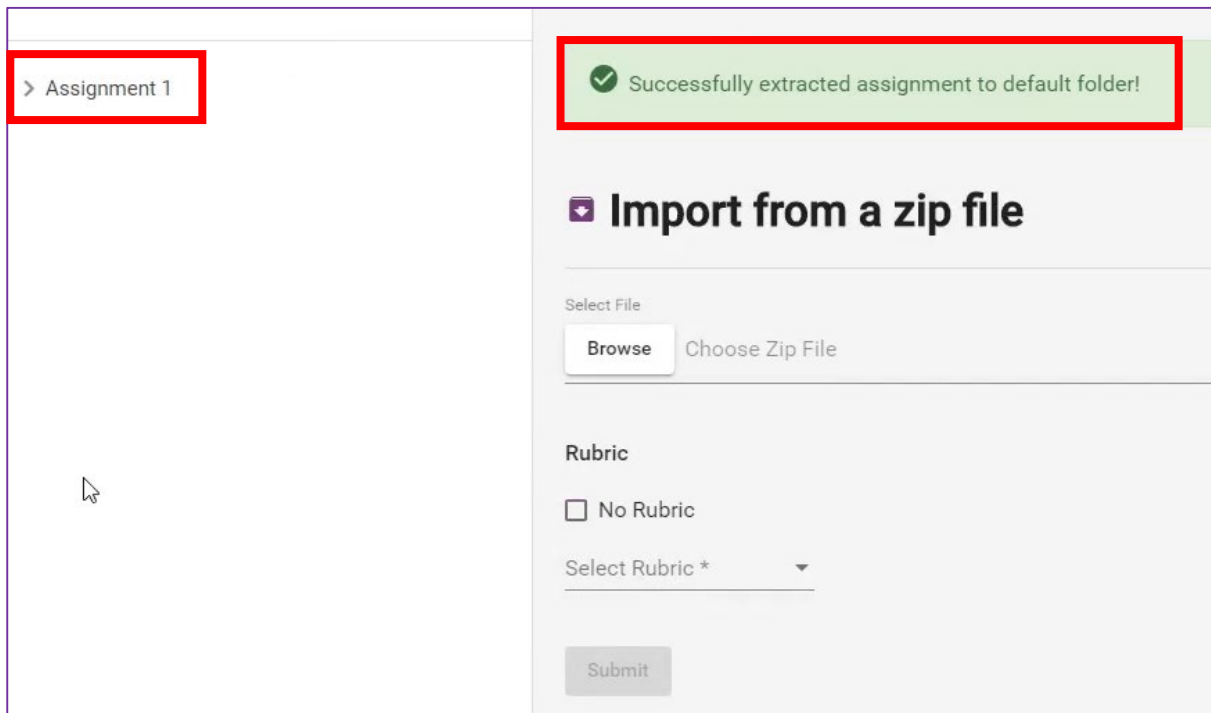 Assignment 1
Successfully extracted assignment to default folder!
Import from a zip file
Select File
Browse Choose Zip File
Rubric
No Rubric
Select Rubric *
Submit